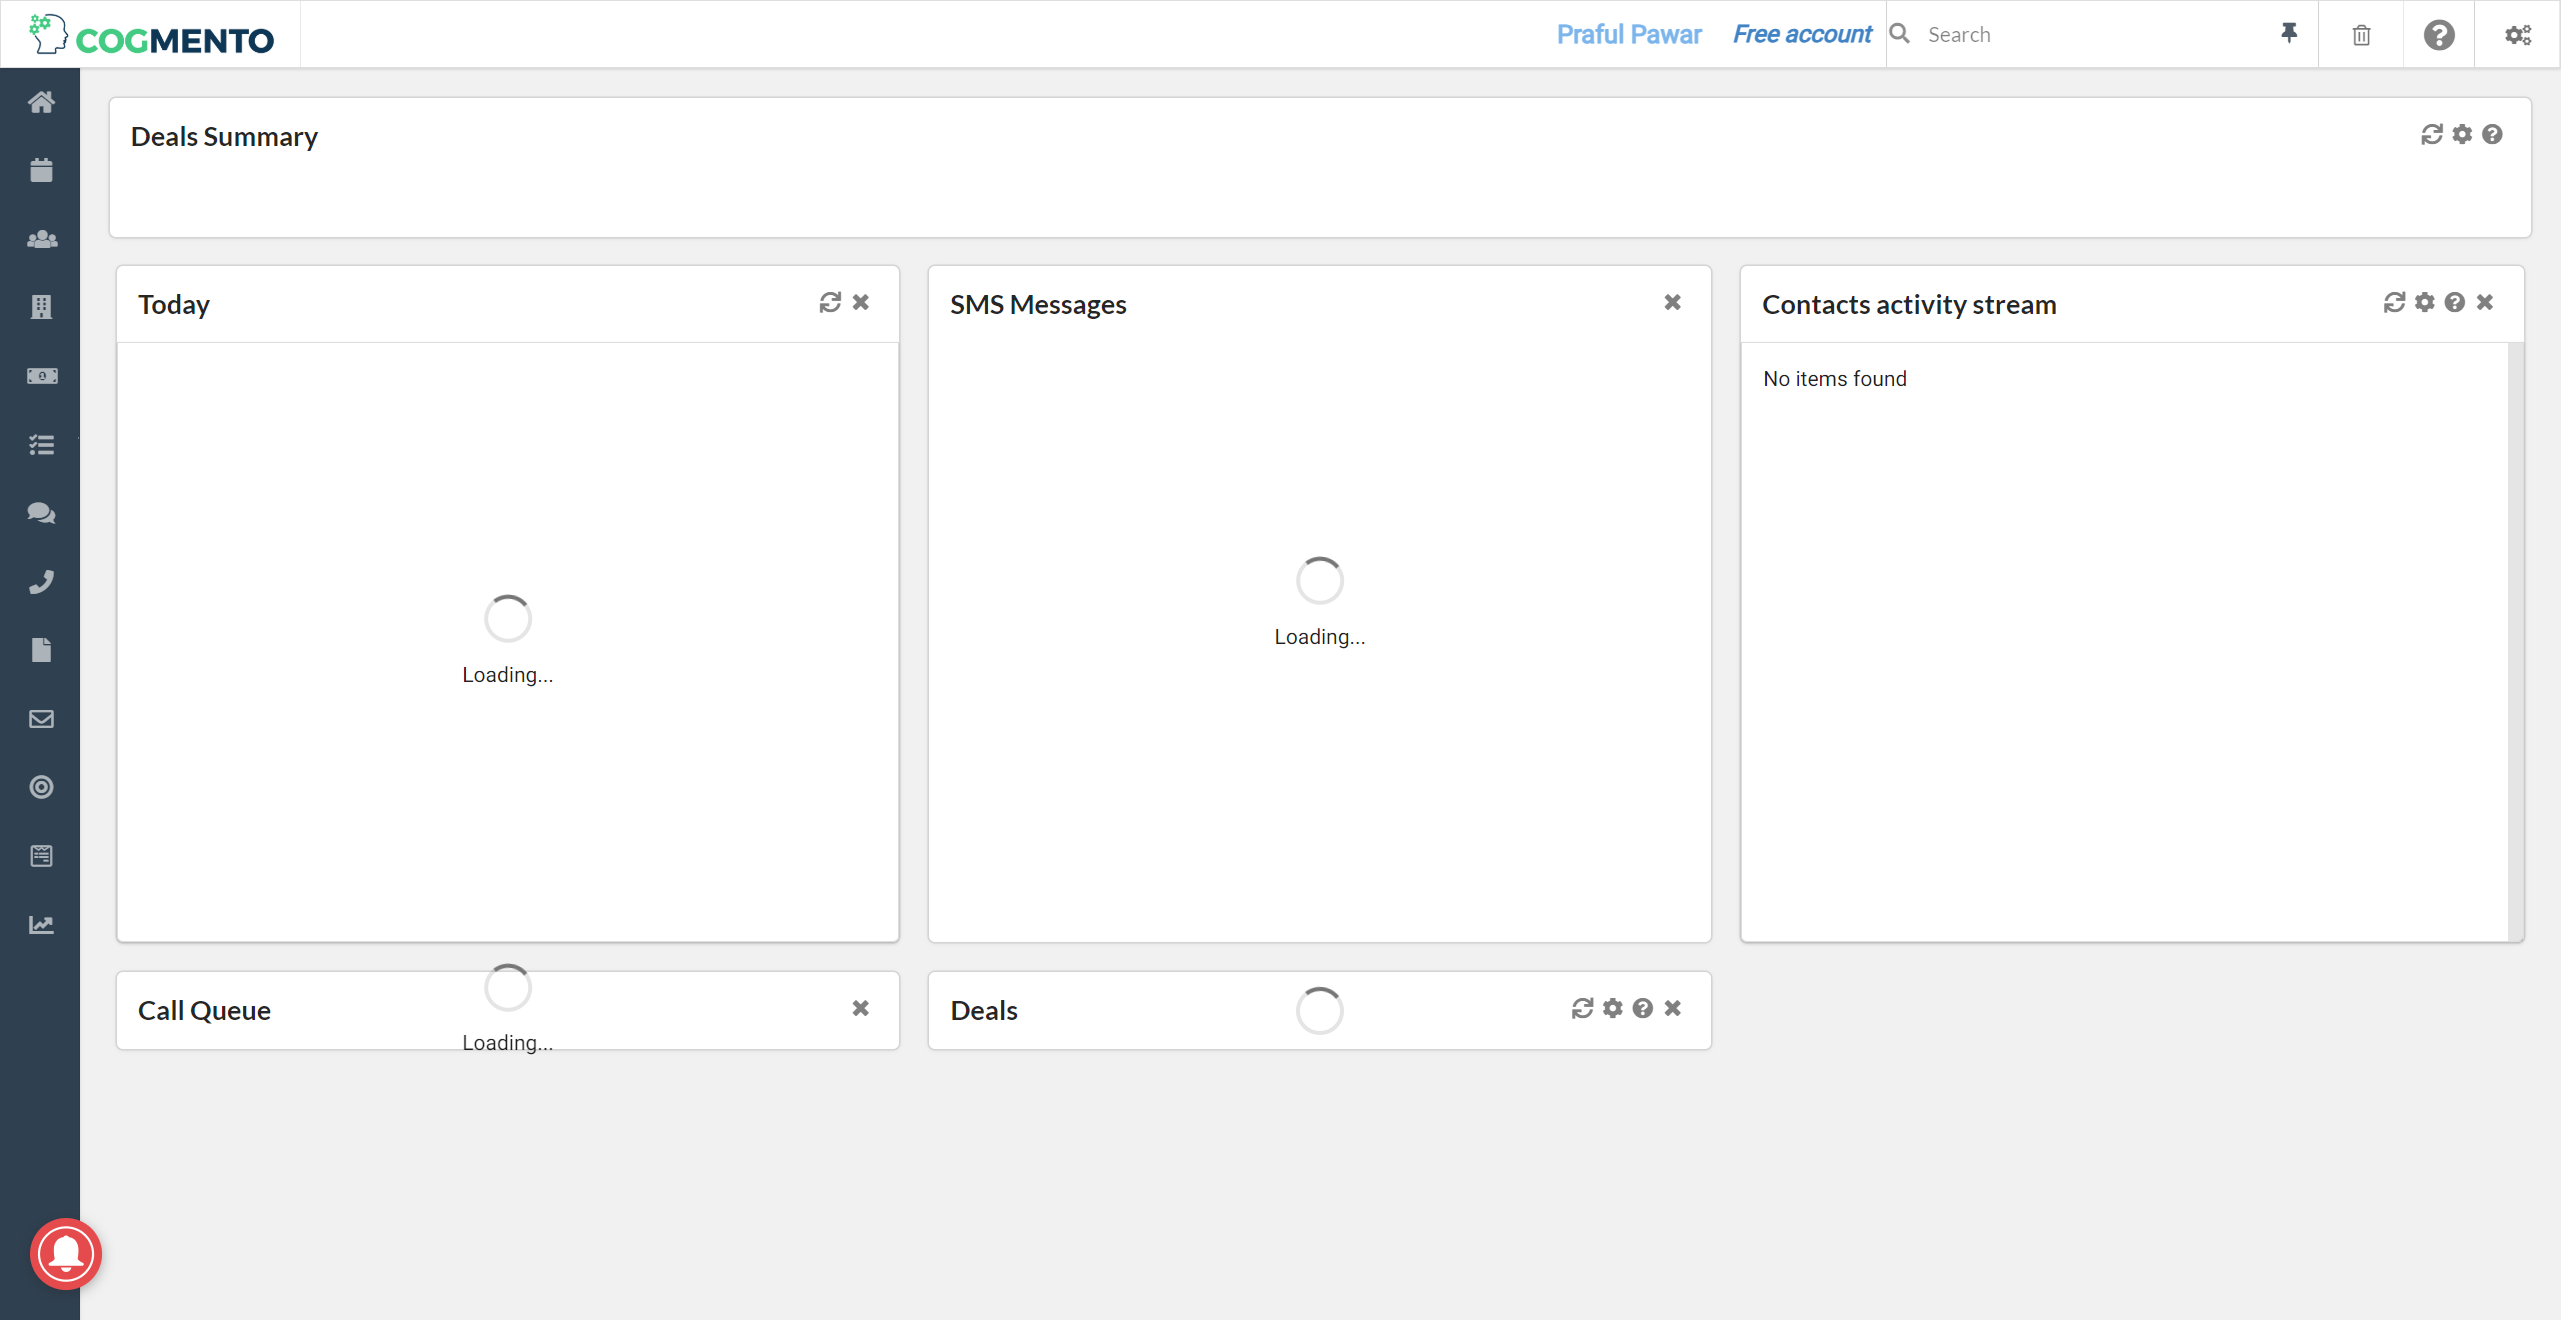 COGMENTO
Praful Pawar
Free account
Search
Deals Summary
Today
SMS Messages
Contacts activity stream
No items found
Loading...
Loading...
Call Queue
Loading...
Deals